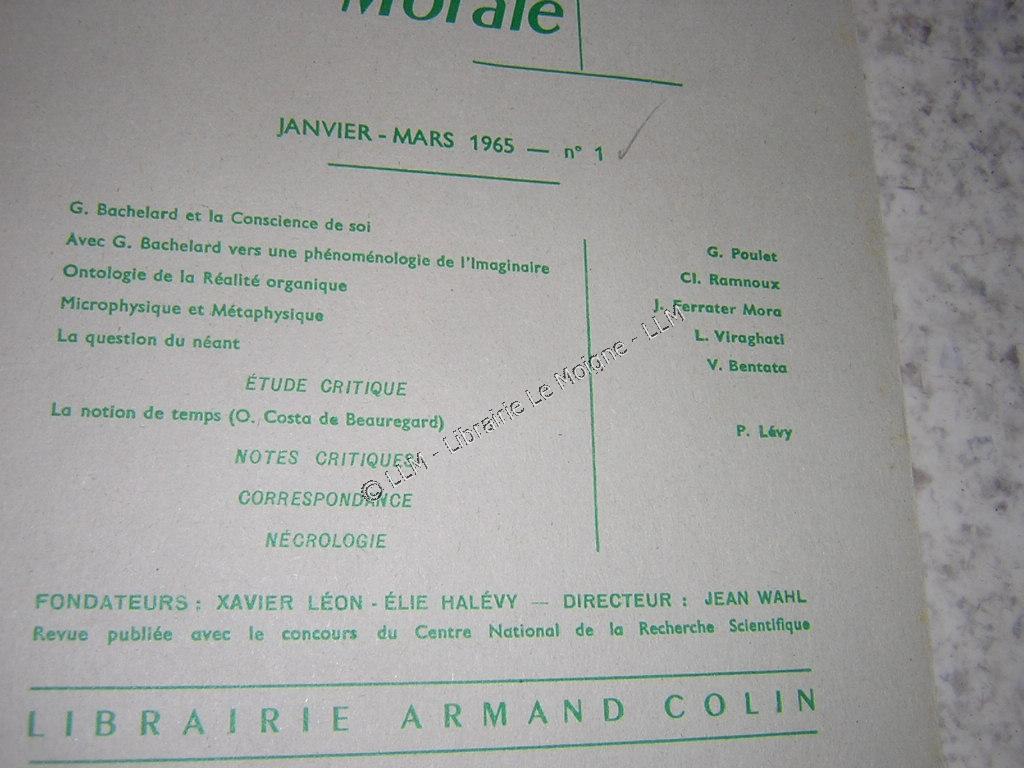 Morale
JANVIER - MARS 1965 — n° 1
G. Bachelard et la Conscience de soi
G. Poulet
Avec G. Bachelard vers une phénoménologie de l'Imaginaire
Cl. Ramnoux
Ontologie de la Réalité organique
J. Ferrater Mora
Microphysique et Métaphysique
L. Viraghati
La question du néant
V. Bentata
ÉTUDE CRITIQUE
La notion de temps (O. Costa de Beauregard)
P. Lévy
NOTES CRITIQUES
CORRESPONDANCE
NÉCROLOGIE
FONDATEURS : XAVIER LÉON - ÉLIE HALÉVY — DIRECTEUR : JEAN WAHL
Revue publiée avec le concours du Centre National de la Recherche Scientifique
LIBRAIRIE ARMAND COLIN
© LLM - Librairie Le Moigne - LLM